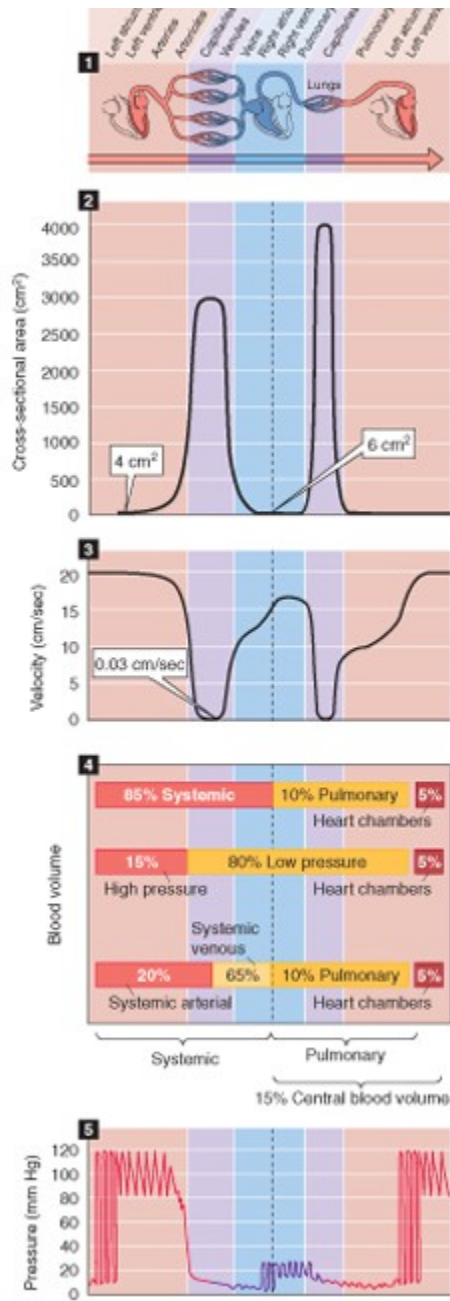 Left atrium
Left ventri
Arteries
Arterioles
Capillaries
Venules
Veins
Right atriu
Right ventr
Pulmonary
Capillaries
Pulmonary
Left atrium
Left ventri
1
Lungs
2
Cross-sectional area (cm²)
4000
3500
3000
2500
2000
1500
1000
500
0
4 cm²
6 cm²
3
Velocity (cm/sec)
20
15
10
5
0
0.03 cm/sec
4
Blood volume
85% Systemic
10% Pulmonary
5%
Heart chambers
15%
80% Low pressure
5%
High pressure
Heart chambers
Systemic
venous
20%
65%
10% Pulmonary
5%
Systemic arterial
Heart chambers
Systemic
Pulmonary
15% Central blood volume
5
Pressure (mm Hg)
120
100
80
60
40
20
0